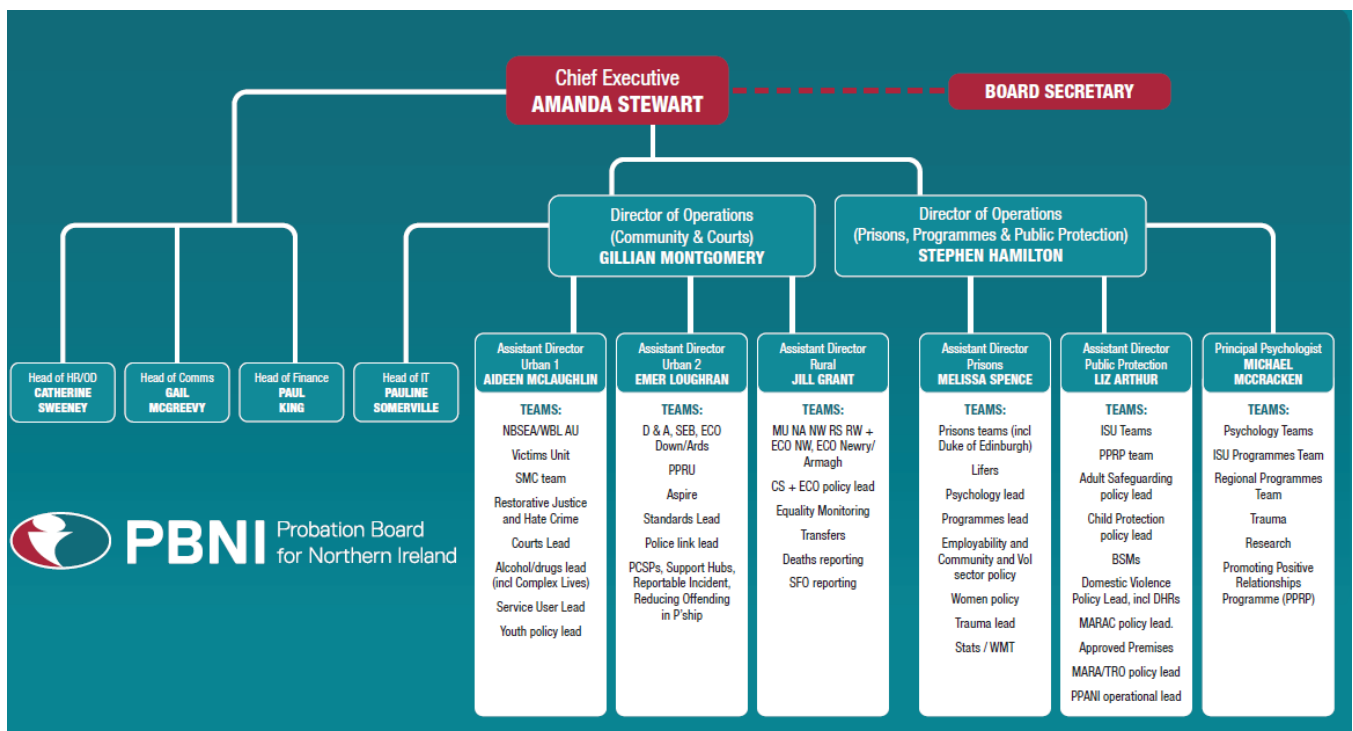 Chief Executive
AMANDA STEWART
BOARD SECRETARY
Director of Operations
(Community & Courts)
GILLIAN MONTGOMERY
Director of Operations
(Prisons, Programmes & Public Protection)
STEPHEN HAMILTON
Head of HR/OD
CATHERINE
SWEENEY
Head of Comms
GAIL
MCGREEVY
Head of Finance
PAUL
KING
Head of IT
PAULINE
SOMERVILLE
Assistant Director
Urban 1
AIDEEN MCLAUGHLIN
TEAMS:
NBSEA/WBL AU
Victims Unit
SMC team
Restorative Justice
and Hate Crime
Courts Lead
Alcohol/drugs lead
(incl Complex Lives)
Service User Lead
Youth policy lead
Assistant Director
Urban 2
EMER LOUGHRAN
TEAMS:
D & A, SEB, ECO
Down/Ards
PPRU
Aspire
Standards Lead
Police link lead
PCSPs, Support Hubs,
Reportable Incident,
Reducing Offending
in P'ship
Assistant Director
Rural
JILL GRANT
TEAMS:
MU NA NW RS RW +
ECO NW, ECO Newry/
Armagh
CS + ECO policy lead
Equality Monitoring
Transfers
Deaths reporting
SFO reporting
Assistant Director
Prisons
MELISSA SPENCE
TEAMS:
Prisons teams (incl
Duke of Edinburgh)
Lifers
Psychology lead
Programmes lead
Employability and
Community and Vol
sector policy
Women policy
Trauma lead
Stats / WMT
Assistant Director
Public Protection
LIZ ARTHUR
TEAMS:
ISU Teams
PPRP team
Adult Safeguarding
policy lead
Child Protection
policy lead
BSMs
Domestic Violence
Policy Lead, incl DHRs
MARAC policy lead.
Approved Premises
MARA/TRO policy lead
PPANI operational lead
Principal Psychologist
MICHAEL
MCCRACKEN
TEAMS:
Psychology Teams
ISU Programmes Team
Regional Programmes
Team
Trauma
Research
Promoting Positive
Relationships
Programme (PPRP)
PBNI
Probation Board
for Northern Ireland